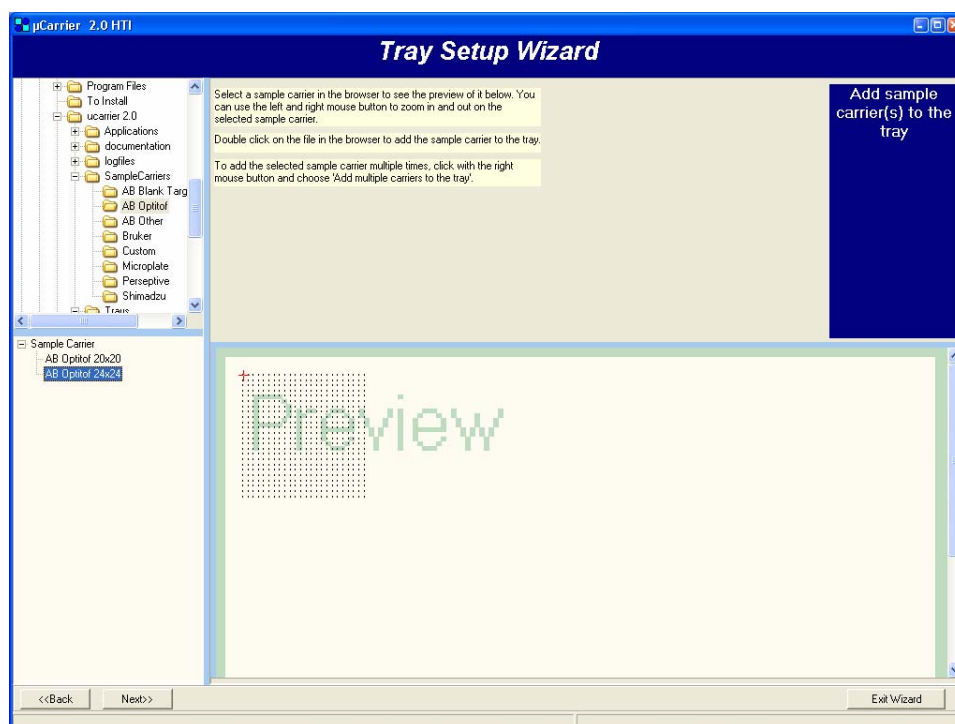 µCarrier 2.0 HTI
Tray Setup Wizard
Program Files
To Install
ucarrier 2.0
Applications
documentation
logfiles
SampleCarriers
AB Blank Targ
AB Optitof
AB Other
Bruker
Custom
Microplate
Perseptive
Shimadzu
Trays
Select a sample carrier in the browser to see the preview of it below. You
can use the left and right mouse button to zoom in and out on the
selected sample carrier.
Double click on the file in the browser to add the sample carrier to the tray.
To add the selected sample carrier multiple times, click with the right
mouse button and choose 'Add multiple carriers to the tray'.
Add sample
carrier(s) to the
tray
Sample Carrier
AB Optitof 20x20
AB Optitof 24x24
Preview
<<Back
Next>>
Exit Wizard